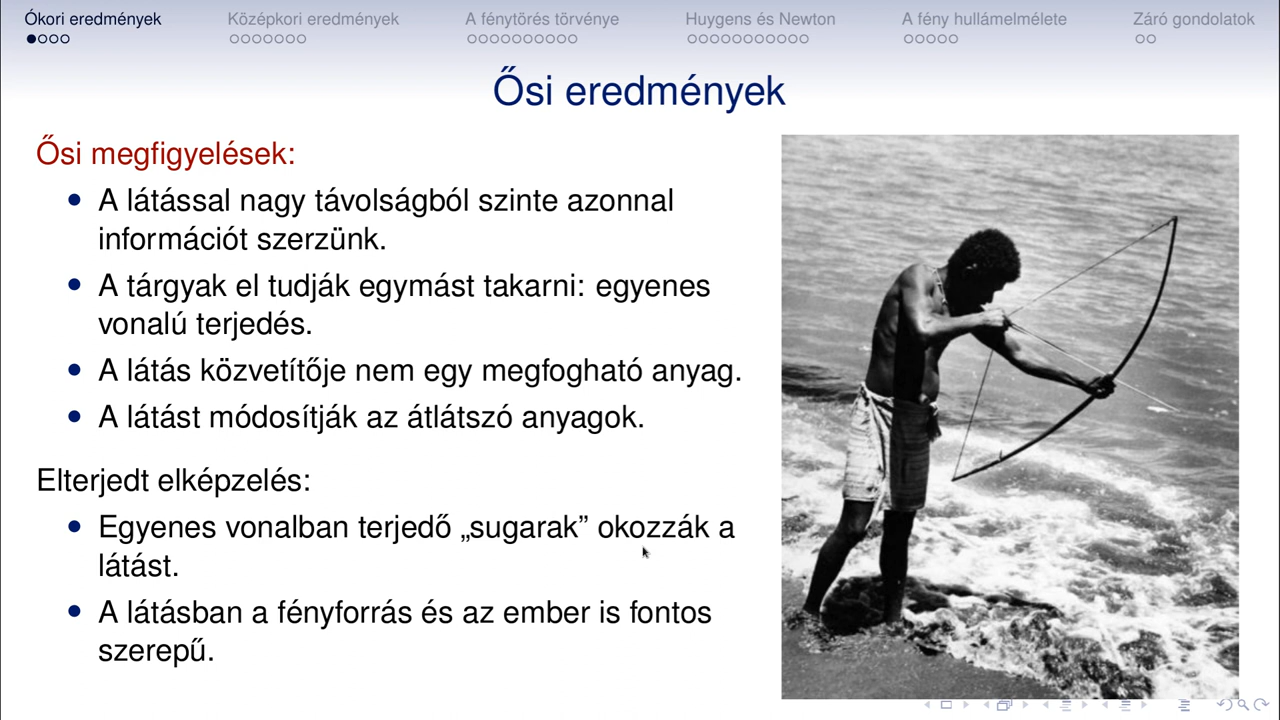 Ókori eredmények
Középkori eredmények
A fénytörés törvénye
Huygens és Newton
A fény hullámelmélete
Záró gondolatok
Ősi eredmények
Ősi megfigyelések:
A látással nagy távolságból szinte azonnal
információt szerzünk.
A tárgyak el tudják egymást takarni: egyenes
vonalú terjedés.
A látás közvetítője nem egy megfogható anyag.
A látást módosítják az átlátszó anyagok.
Elterjedt elképzelés:
Egyenes vonalban terjedő „sugarak” okozzák a
látást.
A látásban a fényforrás és az ember is fontos
szerepű.